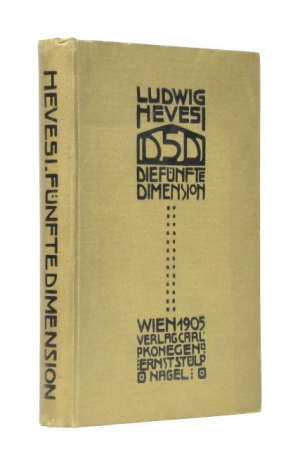 HEVESI. FÜNFTE DIMENSION
LUDWIG
HEVESI
D5D
DIE FÜNFTE
DIMENSION
WIEN 1905
VERLAG CARL
KONEGEN
ERNST STÜLP
NAGEL